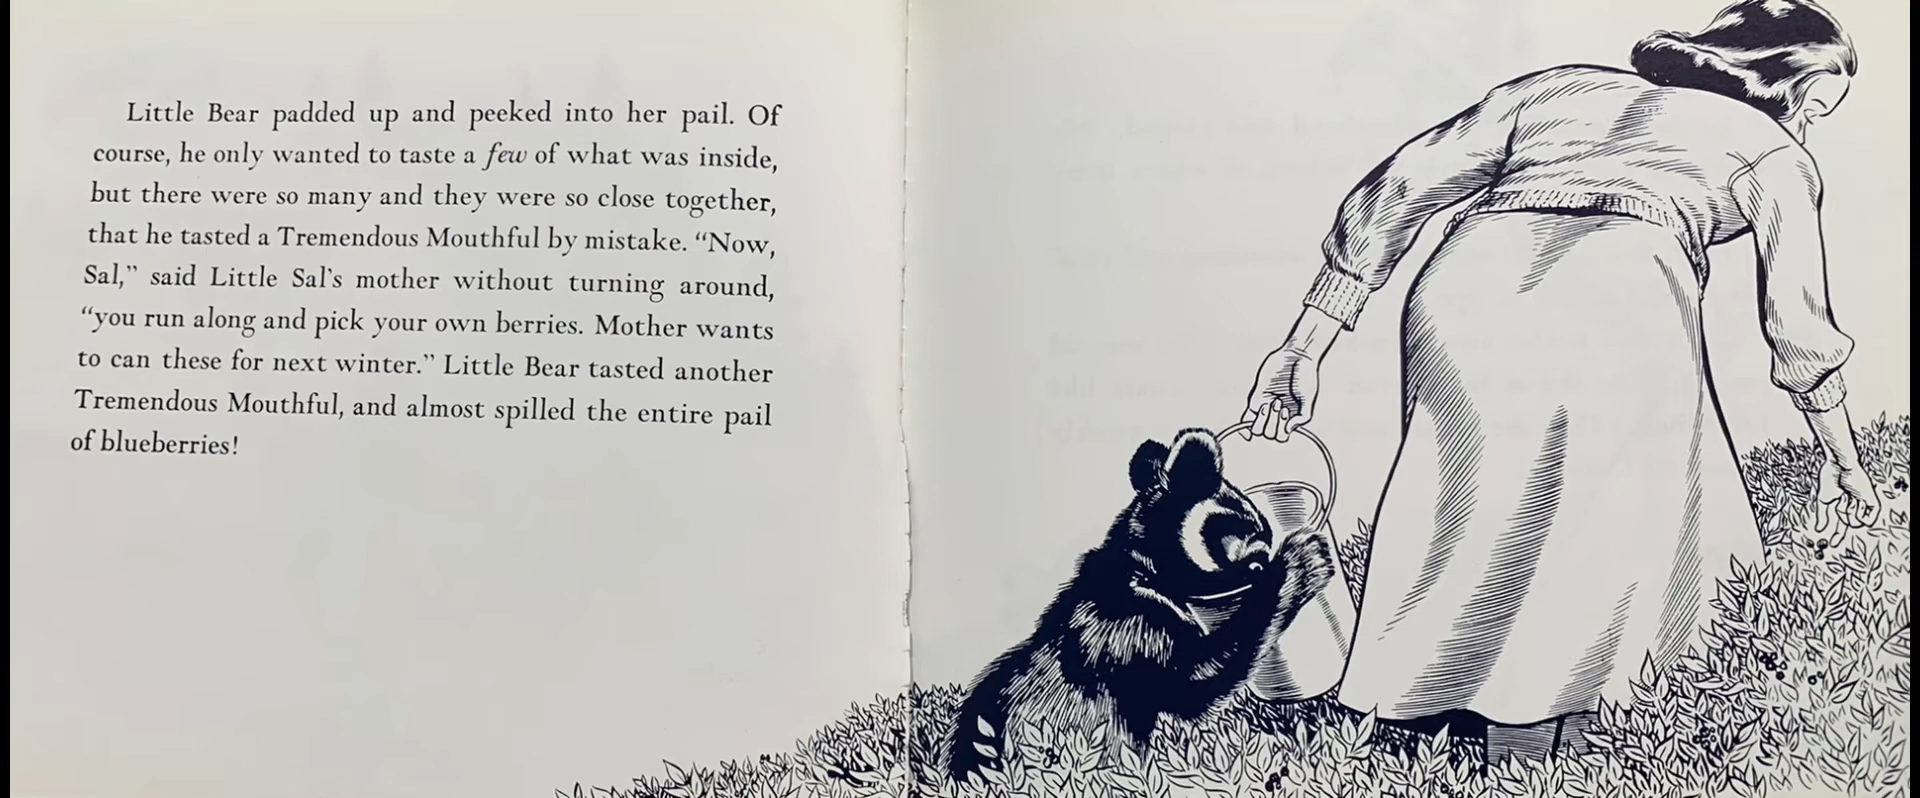 Little Bear padded up and peeked into her pail. Of
course, he only wanted to taste a few of what was inside,
but there were so many and they were so close together,
that he tasted a Tremendous Mouthful by mistake. “Now,
Sal,” said Little Sal’s mother without turning around,
“you run along and pick your own berries. Mother wants
to can these for next winter.” Little Bear tasted another
Tremendous Mouthful, and almost spilled the entire pail
of blueberries!